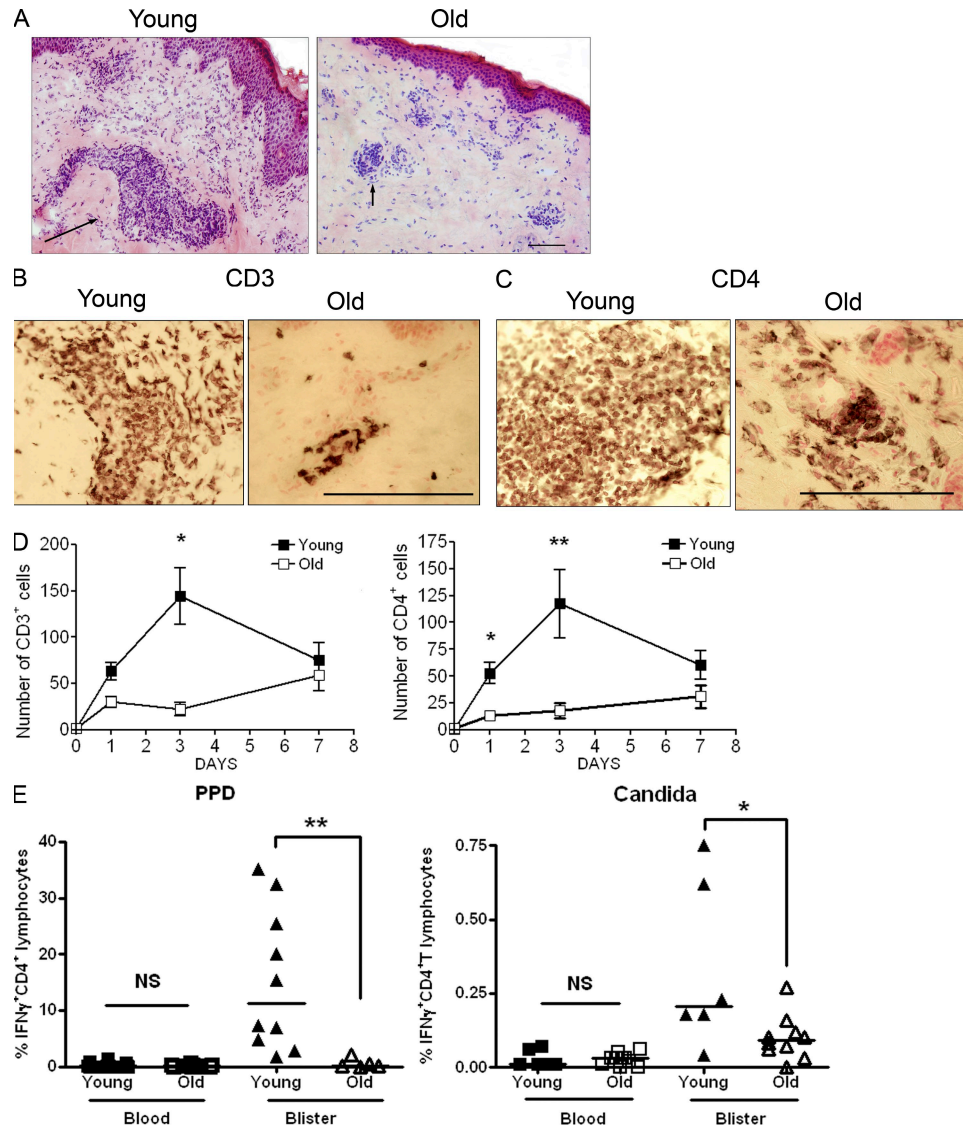 A Young Old
B CD3 C CD4
Young Old Young Old
D
Number of CD3+ cells
200
150
100
50
0
*
Young
Old
0 1 2 3 4 5 6 7 8
DAYS
Number of CD4+ cells
175
150
125
100
75
50
25
0
*
**
Young
Old
0 1 2 3 4 5 6 7 8
DAYS
E PPD
% IFNγ+CD4+ lymphocytes
40
30
20
10
0
NS
**
Young Old Young Old
Blood Blister
Candida
% IFNγ+CD4+T lymphocytes
0.75
0.50
0.25
0.00
NS
*
Young Old Young Old
Blood Blister